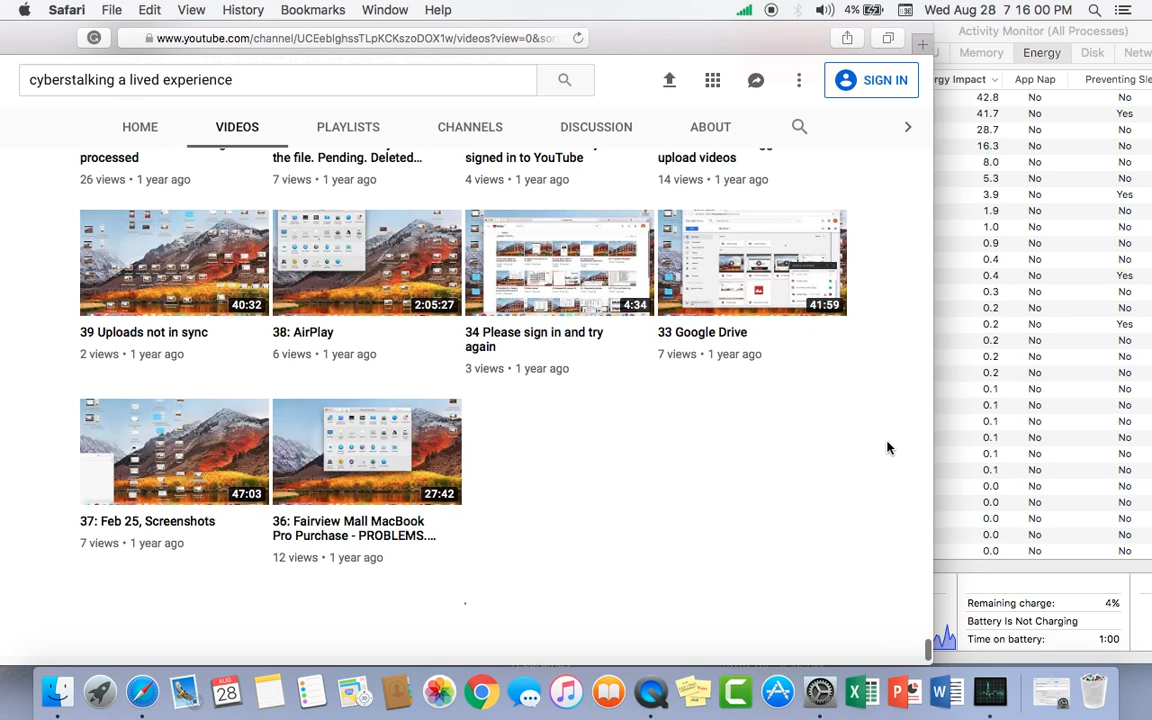 Safari File Edit View History Bookmarks Window Help 4% Wed Aug 28 7 16 00 PM
www.youtube.com/channel/UCEeblghssTLpKCKszoDOX1w/videos?view=0&sor
Activity Monitor (All Processes)
Memory Energy Disk Netw
cyberstalking a lived experience
SIGN IN
HOME VIDEOS PLAYLISTS CHANNELS DISCUSSION ABOUT
processed
26 views • 1 year ago
the file. Pending. Deleted...
7 views • 1 year ago
signed in to YouTube
4 views • 1 year ago
upload videos
14 views • 1 year ago
40:32
39 Uploads not in sync
2 views • 1 year ago
2:05:27
38: AirPlay
6 views • 1 year ago
4:34
34 Please sign in and try
again
3 views • 1 year ago
41:59
33 Google Drive
7 views • 1 year ago
47:03
37: Feb 25, Screenshots
7 views • 1 year ago
27:42
36: Fairview Mall MacBook
Pro Purchase - PROBLEMS....
12 views • 1 year ago
rgy Impact App Nap Preventing Sle
42.8 No No
41.7 No Yes
28.7 No No
16.3 No No
8.0 No No
5.3 No No
3.9 No Yes
1.9 No No
1.0 No No
0.9 No No
0.4 No No
0.4 No Yes
0.3 No No
0.2 No No
0.2 No Yes
0.2 No No
0.2 No No
0.2 No No
0.1 No No
0.1 No No
0.1 No No
0.1 No No
0.1 No No
0.1 No No
0.0 No No
0.0 No No
0.0 No No
0.0 No No
0.0 No No
Remaining charge: 4%
Battery Is Not Charging
Time on battery: 1:00
AUG
28